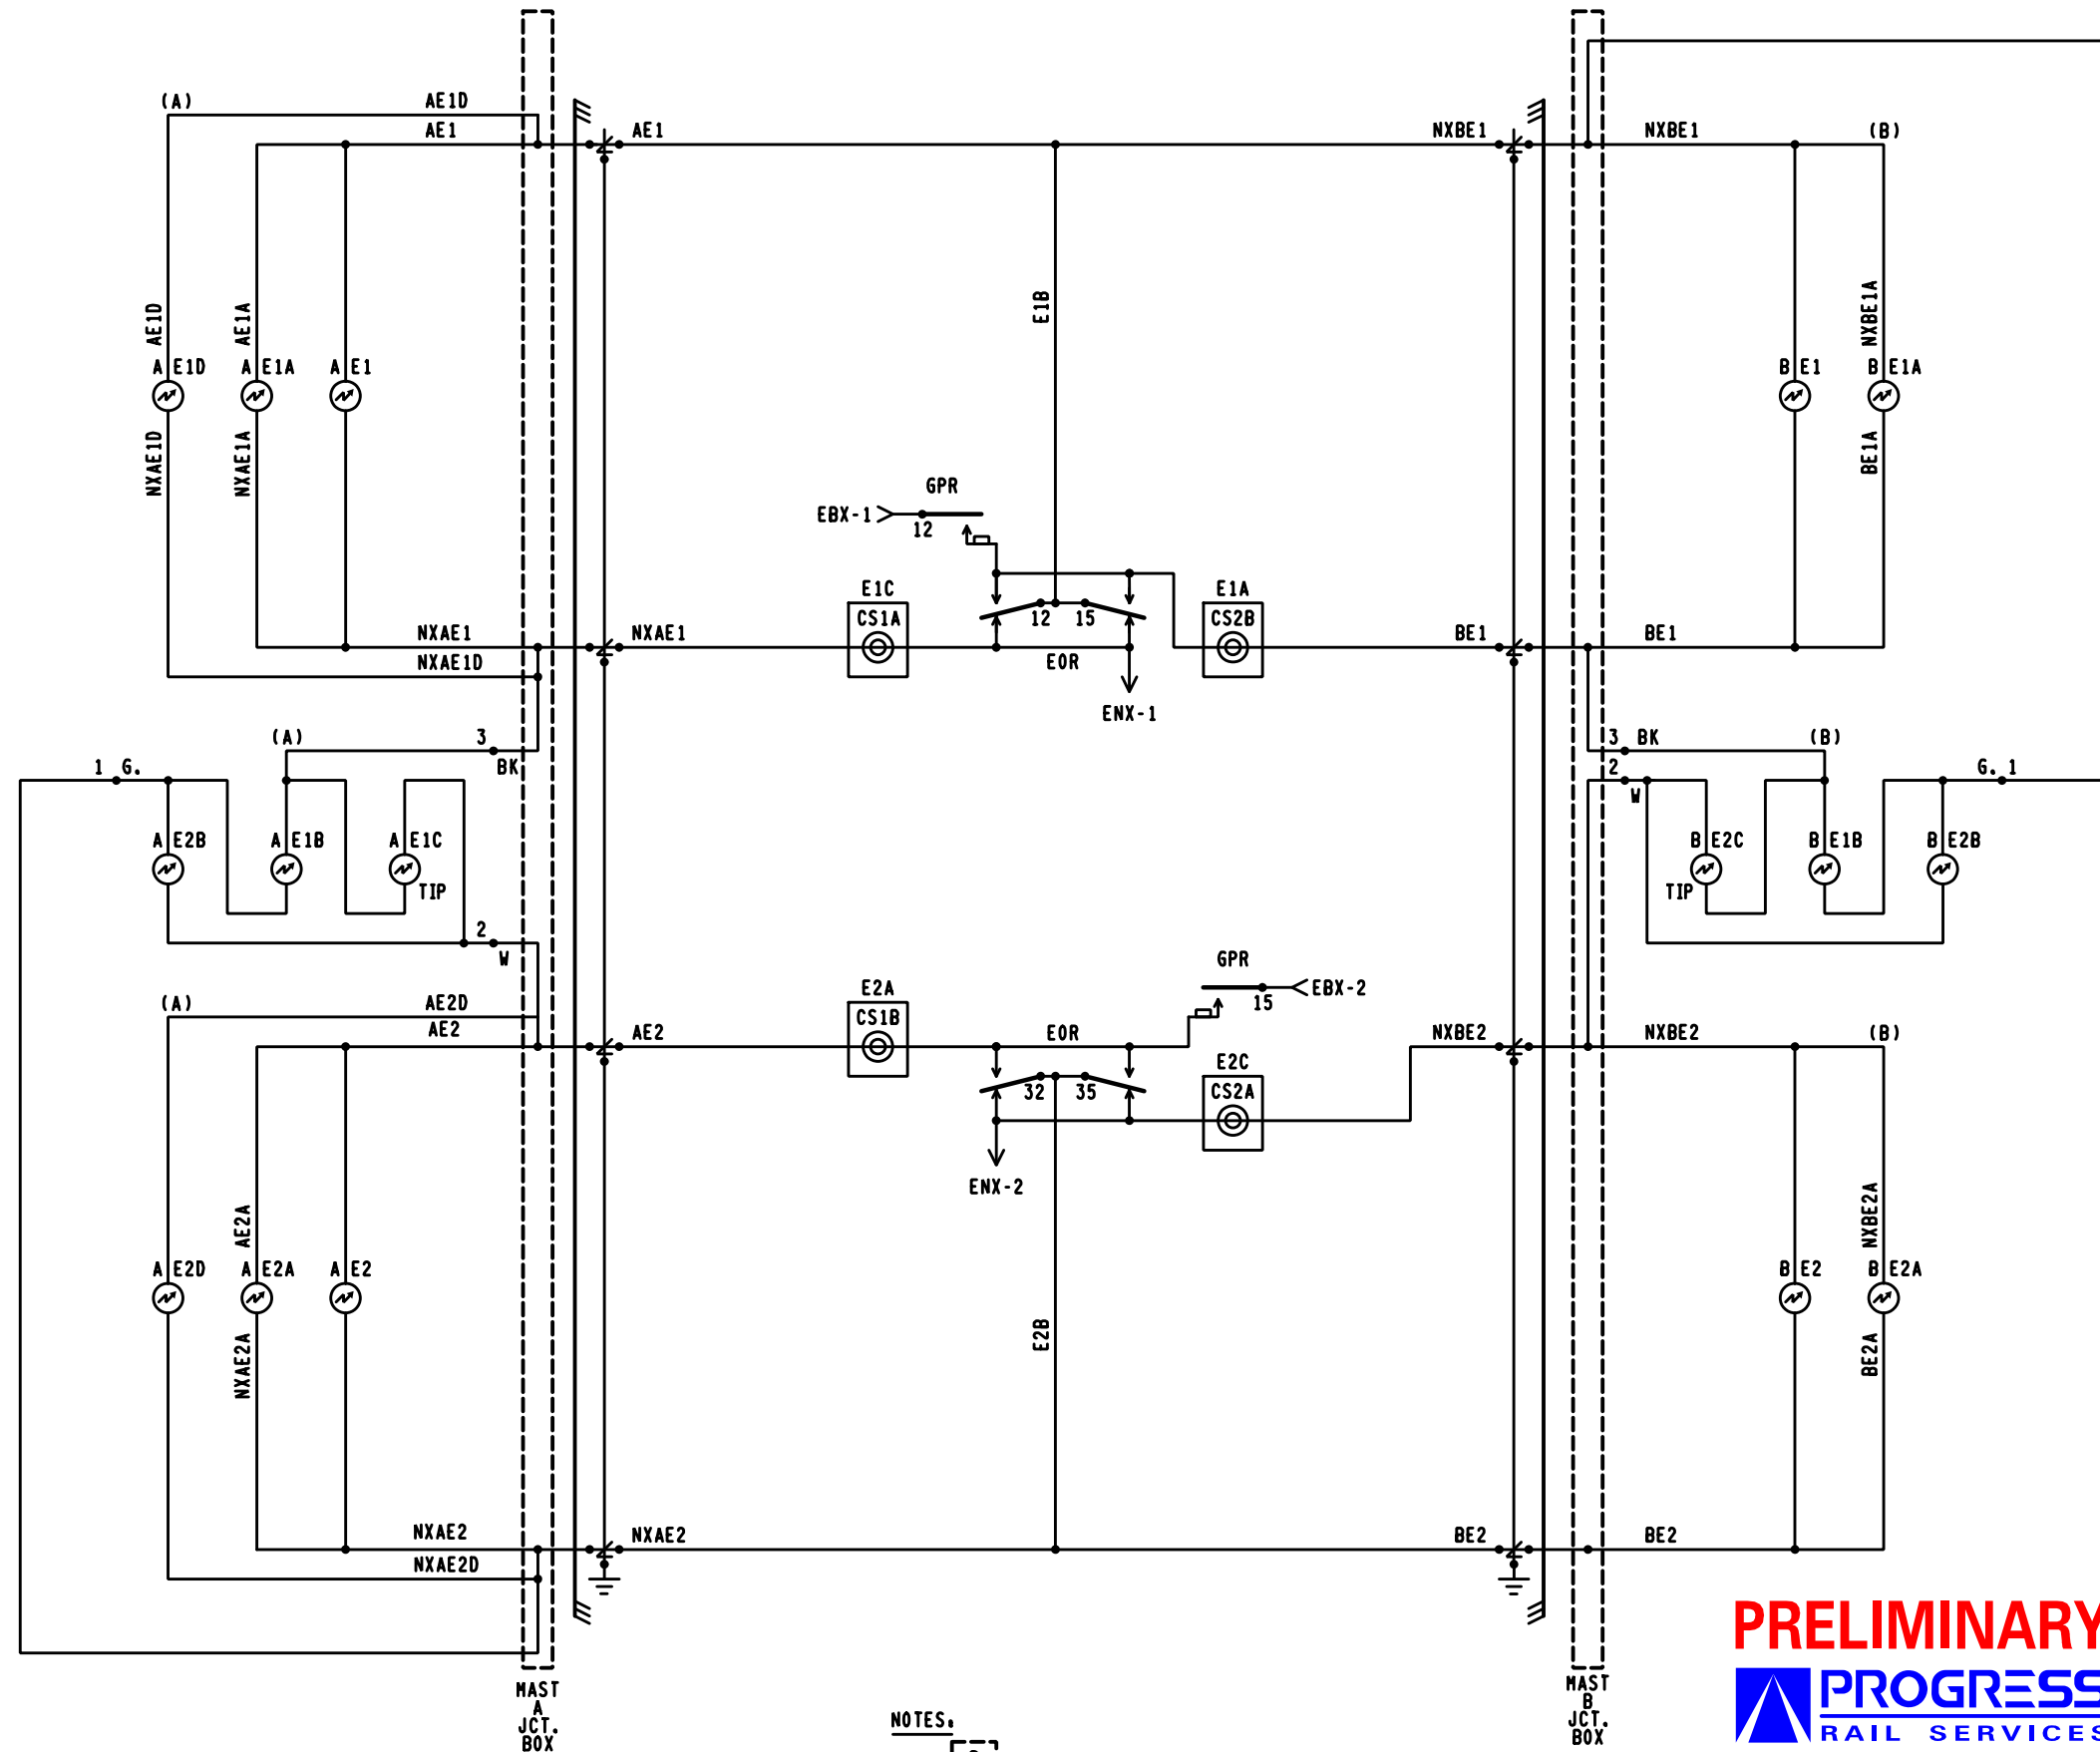 (A) AE1D
AE1 AE1 NXBE1 NXBE1 (B)
AE1D AE1A E1B NXBE1A
A E1D A E1A A E1 B E1 B E1A
NXAE1D NXAE1A BE1A
GPR
EBX-1
12
E1C E1A
CS1A 12 15 CS2B
NXAE1 NXAE1 BE1 BE1
NXAE1D EOR
ENX-1
(A) 3 3 BK (B)
1 G. BK 2 G. 1
W
A E2B A E1B A E1C B E2C B E1B B E2B
TIP TIP
2
W
GPR
E2A EBX-2
(A) AE2D CS1B 15
AE2 AE2 EOR NXBE2 NXBE2 (B)
E2C
32 35 CS2A
ENX-2
AE2A NXBE2A
A E2D A E2A A E2 B E2 B E2A
NXAE2A E2B BE2A
NXAE2 NXAE2 BE2 BE2
NXAE2D
PRELIMINARY
MAST
A
JCT.
BOX
MAST
B
JCT.
BOX
PROGRESS
RAIL SERVICES
NOTES: